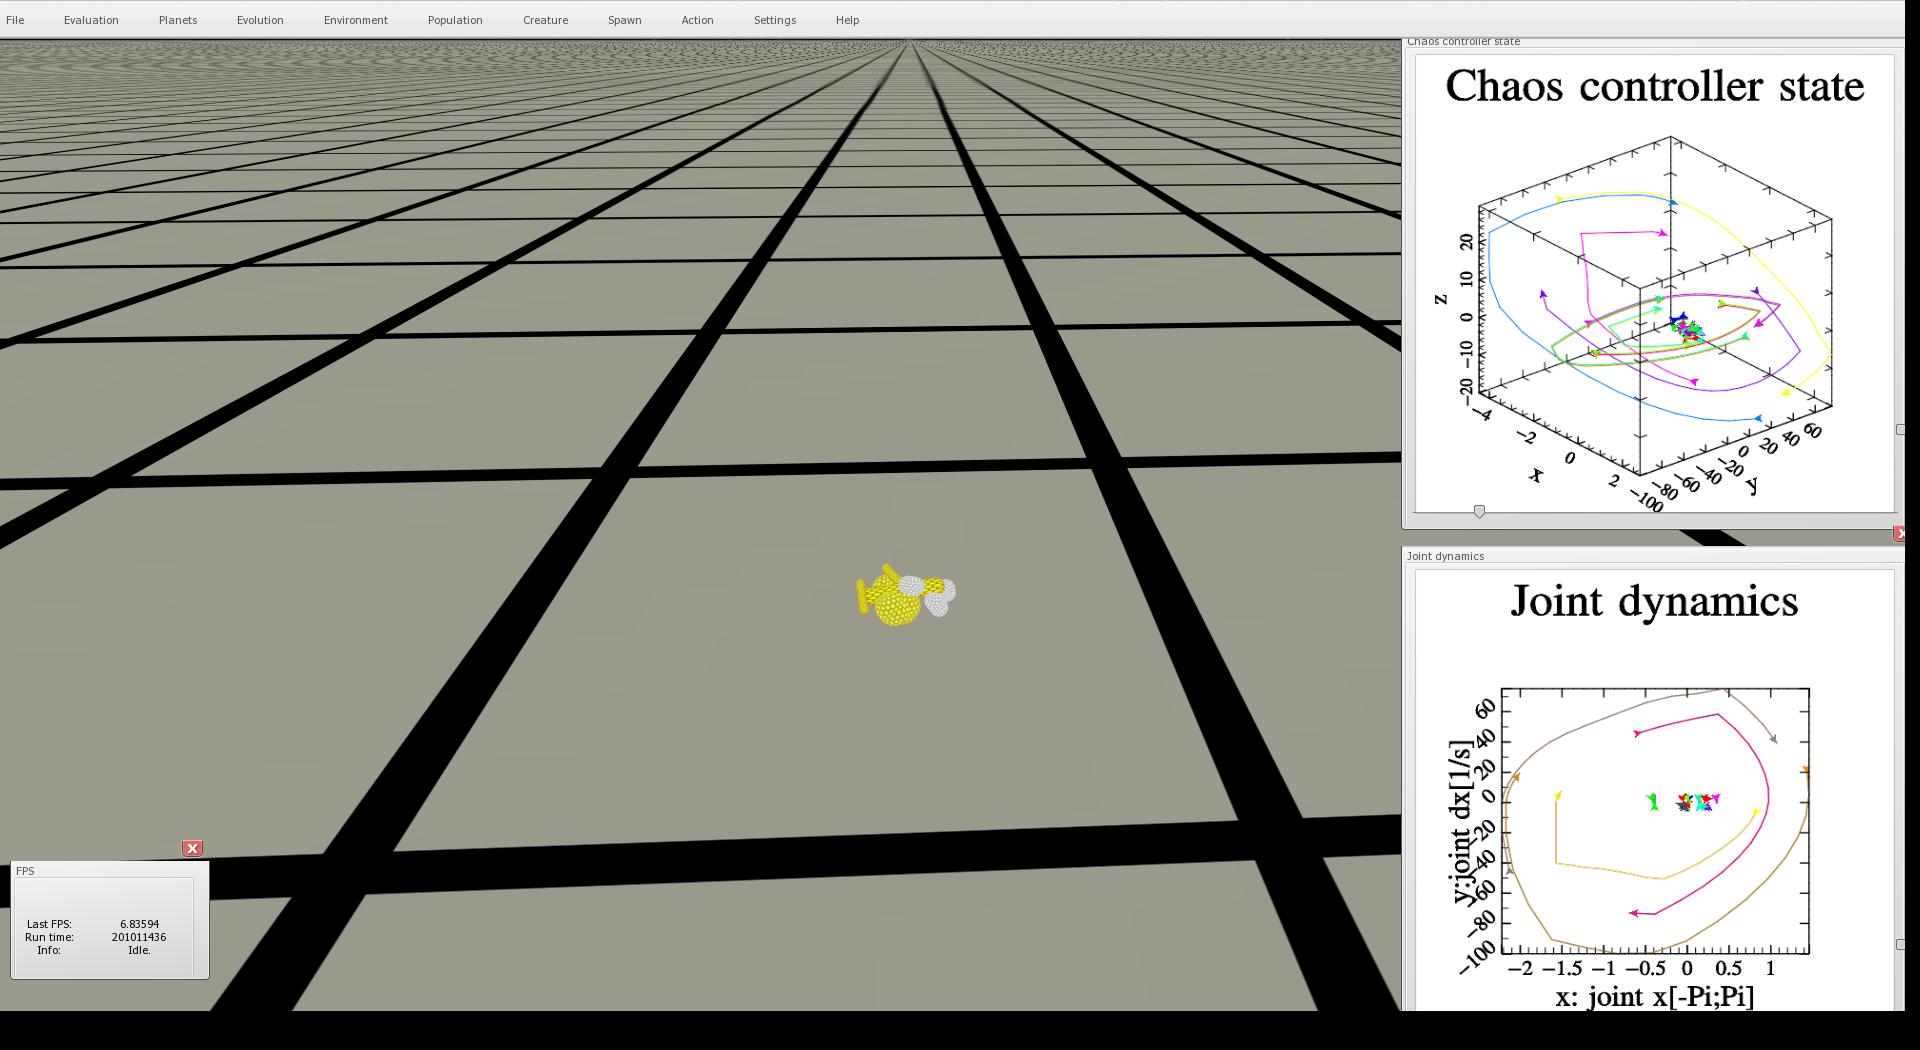 File Evaluation Planets Evolution Environment Population Creature Spawn Action Settings Help
Chaos controller state
Chaos controller state
20
10
0
−10
−20
z
−4
−2
0
2
x
−100
−80
−60
−40
−20
0
20
40
60
y
Joint dynamics
Joint dynamics
60
40
20
0
−20
−40
−60
−80
−100
y:joint dx[1/s]
−2 −1.5 −1 −0.5 0 0.5 1
x: joint x[-Pi;Pi]
FPS
Last FPS: 6.83594
Run time: 201011436
Info: Idle.